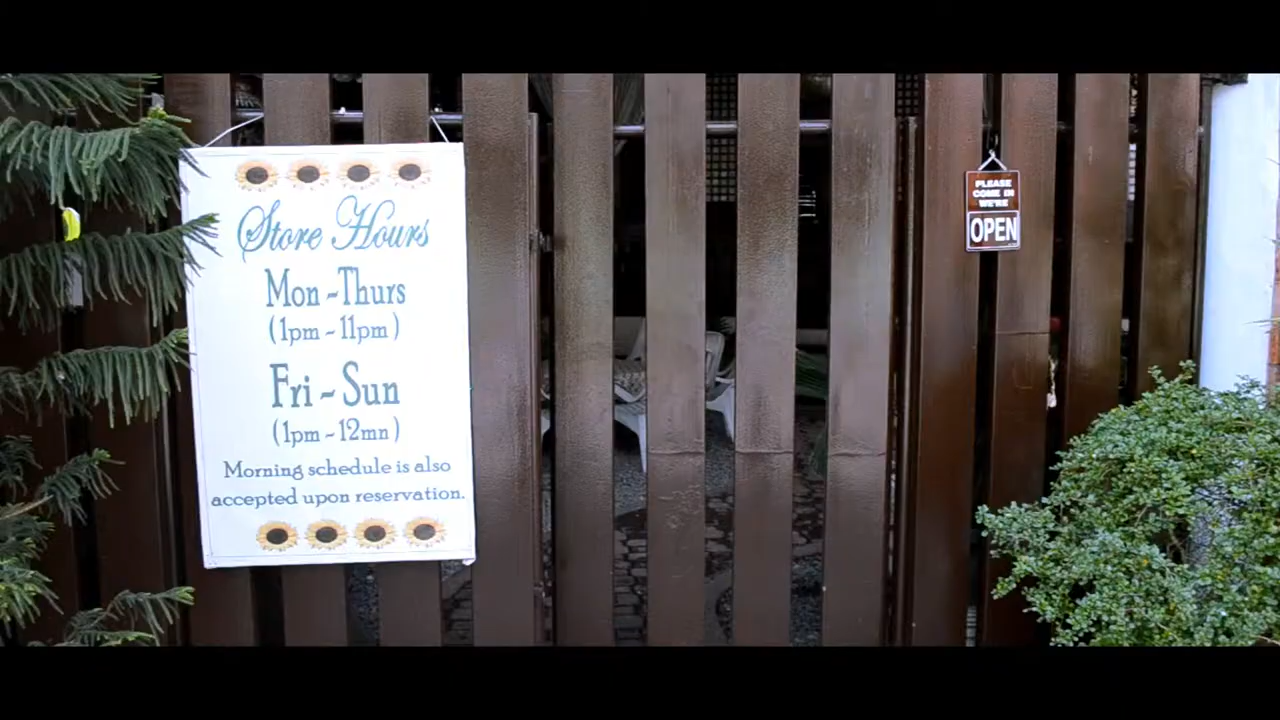 Store Hours
Mon ~ Thurs
(1pm ~ 11pm)
Fri ~ Sun
(1pm ~ 12mn)
Morning schedule is also
accepted upon reservation.
PLEASE
COME IN
WE'RE
OPEN